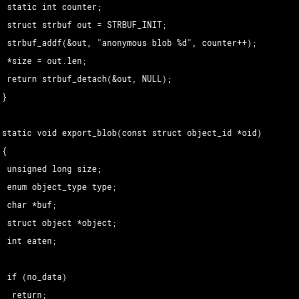 static int counter;
struct strbuf out = STRBUF_INIT;
strbuf_addf(&out, "anonymous blob %d", counter++);
*size = out.len;
return strbuf_detach(&out, NULL);
}
static void export_blob(const struct object_id *oid)
{
unsigned long size;
enum object_type type;
char *buf;
struct object *object;
int eaten;
if (no_data)
return;